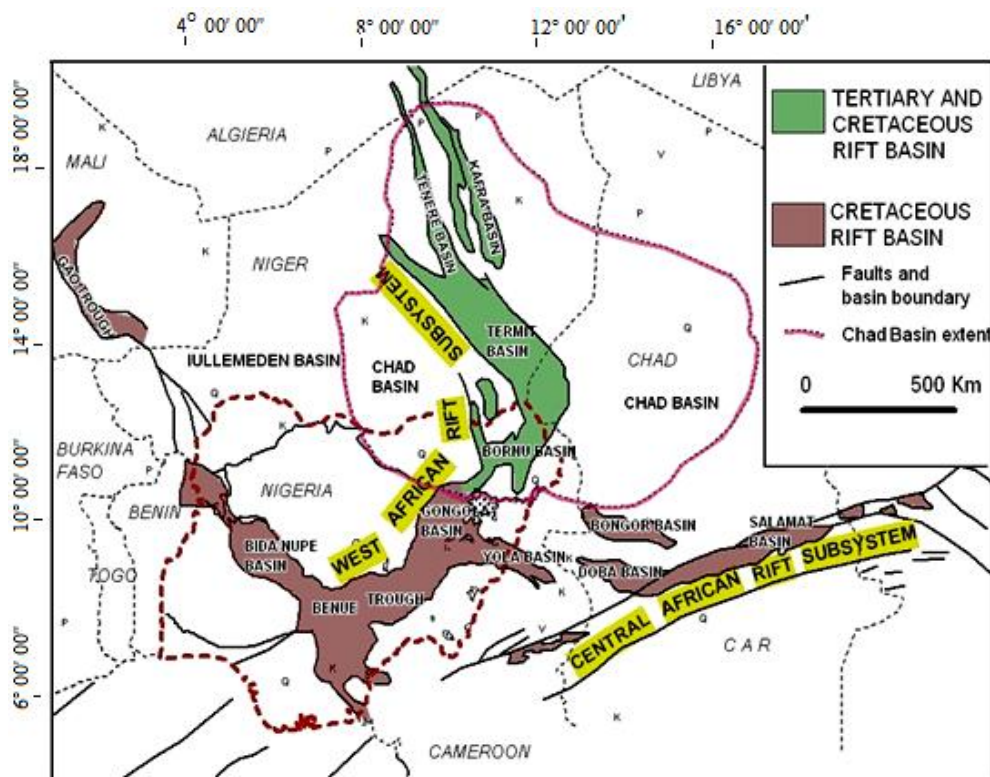 4° 00' 00"
8° 00' 00"
12° 00' 00"
16° 00' 00"
18° 00' 00"
14° 00' 00"
10° 00' 00"
6° 00' 00"
LIBYA
ALGIERIA
MALI
NIGER
CHAD
NIGERIA
BURKINA
FASO
BENIN
TOGO
CAMEROON
C A R
GAO TROUGH
IULLEMEDEN BASIN
TENERE BASIN
KAFRA BASIN
TERMIT
BASIN
CHAD
BASIN
CHAD BASIN
BORNU BASIN
GONGOLA
BASIN
YOLA BASIN
BONGOR BASIN
DOBA BASIN
SALAMAT
BASIN
BIDA NUPE
BASIN
BENUE TROUGH
WEST AFRICAN RIFT SUBSYSTEM
CENTRAL AFRICAN RIFT SUBSYSTEM
TERTIARY AND
CRETACEOUS
RIFT BASIN
CRETACEOUS
RIFT BASIN
Faults and
basin boundary
Chad Basin extent
0 500 Km